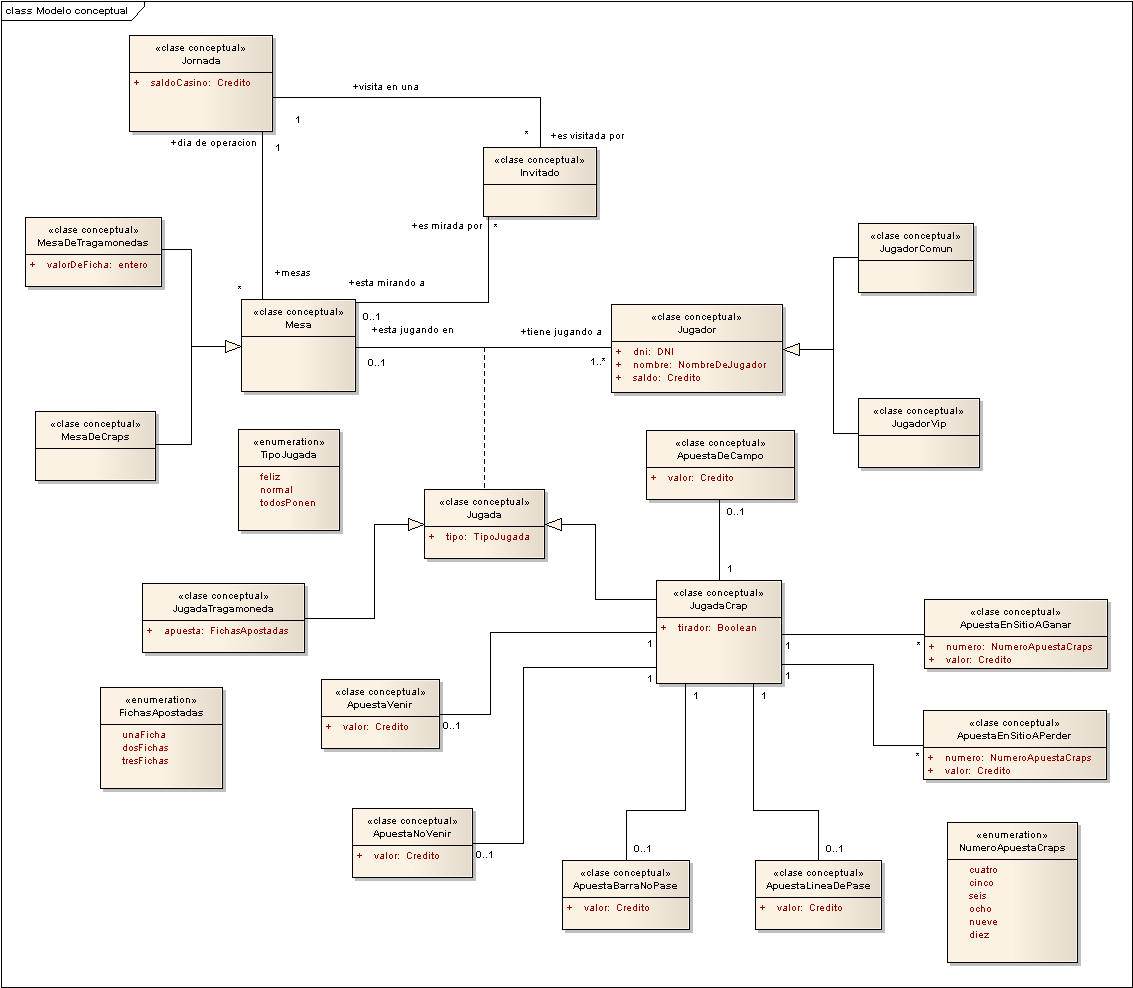 class Modelo conceptual
«clase conceptual»
Jornada
+ saldoCasino: Credito
+visita en una
1
*
+es visitada por
+dia de operacion
1
«clase conceptual»
Invitado
+es mirada por
*
«clase conceptual»
MesaDeTragamonedas
+ valorDeFicha: entero
«clase conceptual»
JugadorComun
+mesas
*
+esta mirando a
0..1
«clase conceptual»
Mesa
+esta jugando en
0..1
+tiene jugando a
1..*
«clase conceptual»
Jugador
+ dni: DNI
+ nombre: NombreDeJugador
+ saldo: Credito
«clase conceptual»
MesaDeCraps
«clase conceptual»
JugadorVip
«enumeration»
TipoJugada
feliz
normal
todosPonen
«clase conceptual»
ApuestaDeCampo
+ valor: Credito
0..1
1
«clase conceptual»
Jugada
+ tipo: TipoJugada
«clase conceptual»
JugadaTragamoneda
+ apuesta: FichasApostadas
«clase conceptual»
JugadaCrap
+ tirador: Boolean
1
1
1
1
1
1
«clase conceptual»
ApuestaEnSitioAGanar
+ numero: NumeroApuestaCraps
+ valor: Credito
*
«enumeration»
FichasApostadas
unaFicha
dosFichas
tresFichas
«clase conceptual»
ApuestaVenir
+ valor: Credito
0..1
«clase conceptual»
ApuestaEnSitioAPerder
+ numero: NumeroApuestaCraps
+ valor: Credito
*
«clase conceptual»
ApuestaNoVenir
+ valor: Credito
0..1
0..1
«clase conceptual»
ApuestaBarraNoPase
+ valor: Credito
0..1
«clase conceptual»
ApuestaLineaDePase
+ valor: Credito
«enumeration»
NumeroApuestaCraps
cuatro
cinco
seis
ocho
nueve
diez